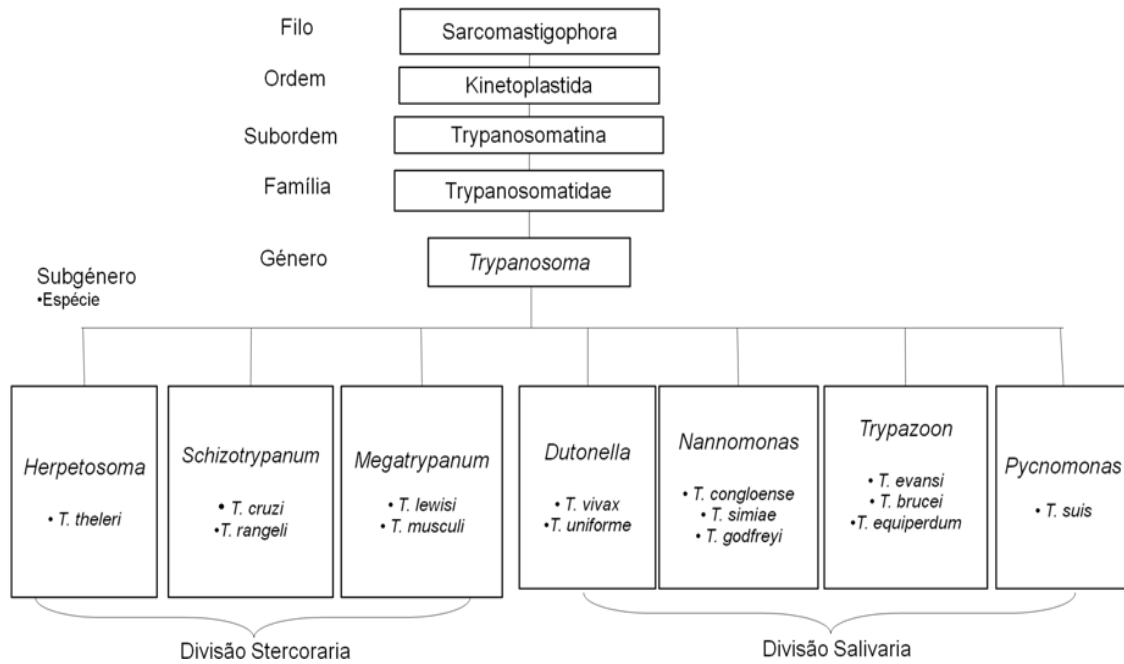 Filo
Sarcomastigophora
Ordem
Kinetoplastida
Subordem
Trypanosomatina
Família
Trypanosomatidae
Género
Trypanosoma
Subgénero
•Espécie
Herpetosoma
• T. theleri
Schizotrypanum
• T. cruzi
•T. rangeli
Megatrypanum
• T. lewisi
• T. musculi
Dutonella
• T. vivax
•T. uniforme
Nannomonas
• T. congloense
• T. simiae
• T. godfreyi
Trypazoon
• T. evansi
• T. brucei
•T. equiperdum
Pycnomonas
• T. suis
Divisão Stercoraria
Divisão Salivaria